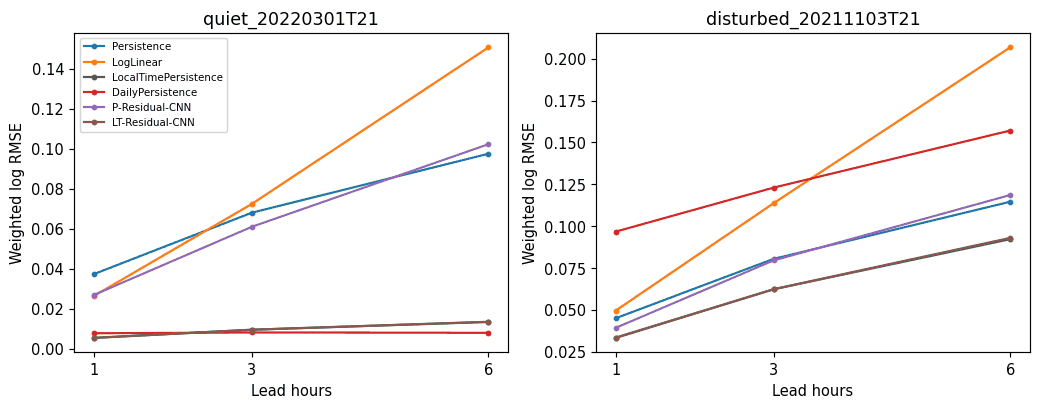 quiet_20220301T21
Weighted log RMSE
0.14
0.12
0.10
0.08
0.06
0.04
0.02
0.00
Persistence
LogLinear
LocalTimePersistence
DailyPersistence
P-Residual-CNN
LT-Residual-CNN
1
3
6
Lead hours
disturbed_20211103T21
Weighted log RMSE
0.200
0.175
0.150
0.125
0.100
0.075
0.050
0.025
1
3
6
Lead hours